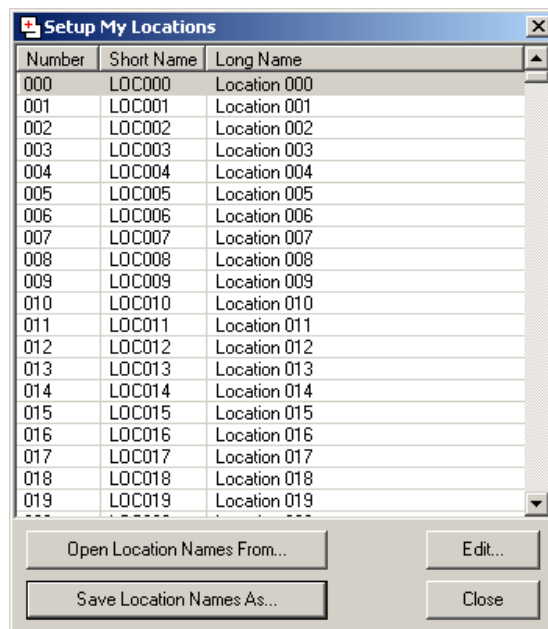 Setup My Locations
Number Short Name Long Name
000 LOC000 Location 000
001 LOC001 Location 001
002 LOC002 Location 002
003 LOC003 Location 003
004 LOC004 Location 004
005 LOC005 Location 005
006 LOC006 Location 006
007 LOC007 Location 007
008 LOC008 Location 008
009 LOC009 Location 009
010 LOC010 Location 010
011 LOC011 Location 011
012 LOC012 Location 012
013 LOC013 Location 013
014 LOC014 Location 014
015 LOC015 Location 015
016 LOC016 Location 016
017 LOC017 Location 017
018 LOC018 Location 018
019 LOC019 Location 019
Open Location Names From... Edit...
Save Location Names As... Close